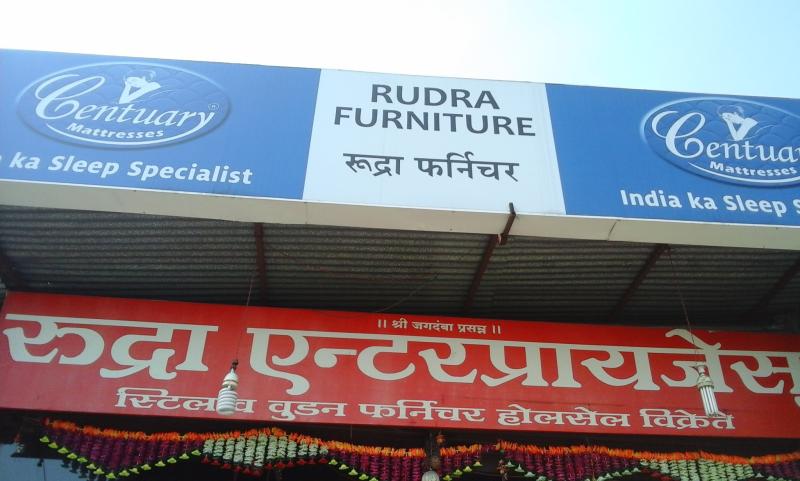 Centuary
Mattresses
ka Sleep Specialist
RUDRA
FURNITURE
रूद्रा फर्निचर
Centuary
Mattresses
India ka Sleep
|| श्री जगदंबा प्रसन्न ||
रुद्रा एन्टरप्रायजेस
स्टिल व वुडन फर्निचर होलसेल विक्रेते